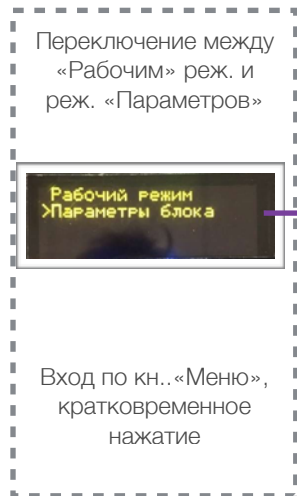 Переключение между
«Рабочим» реж. и
реж. «Параметров»
Рабочий режим
>Параметры блока
Вход по кн..«Меню»,
кратковременное
нажатие